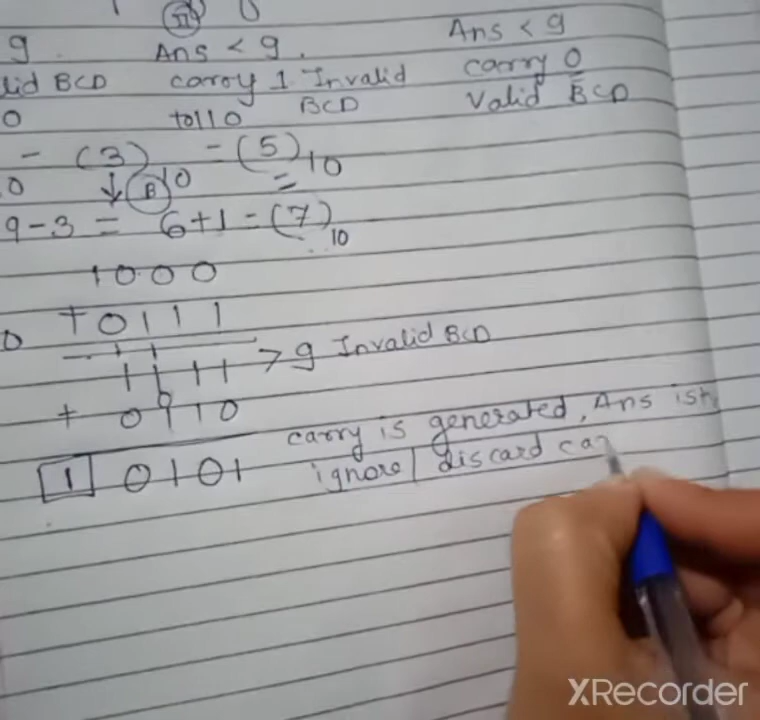 9. Ans < 9. Ans < 9
lid BCD carry 1 Invalid BCD carry 0
0 to 110 Valid BCD
- (3)10 = (5)10
9-3 = 6+1 = (7)10
1000
+0111
1111 > 9 Invalid BCD
+ 0110
1 0101 carry is generated, Ans is
ignore/discard ca
XRecorder